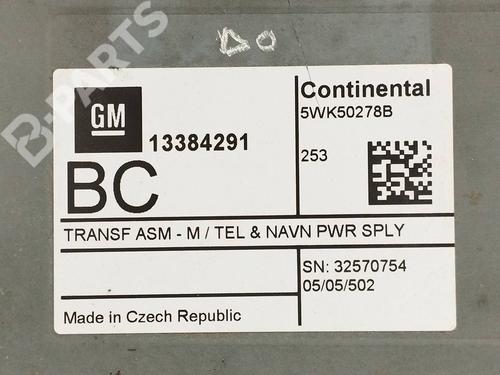 B-PARTS
GM
13384291
BC
Continental
5WK50278B
253
TRANSF ASM - M / TEL & NAVN PWR SPLY
SN: 32570754
05/05/502
Made in Czech Republic